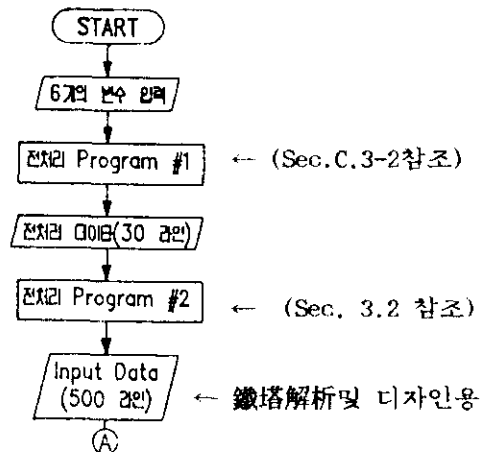 START
6개의 변수 입력
전처리 Program #1 ← (Sec.C.3-2참조)
전처리 데이타(30 라인)
전처리 Program #2 ← (Sec. 3.2 참조)
Input Data
(500 라인) ← 鐵塔解析및 디자인용
A